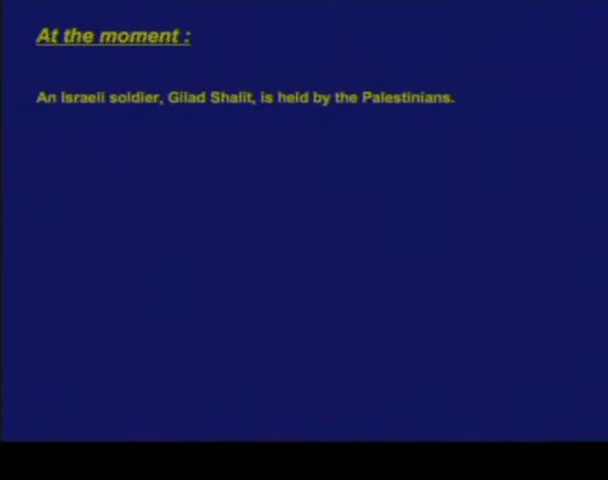 At the moment :
An Israeli soldier, Gilad Shalit, is held by the Palestinians.